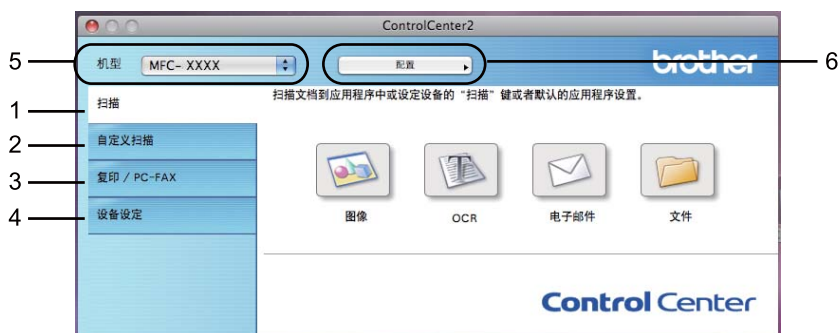 ControlCenter2
5
机型
MFC- XXXX
配置
brother
6
1
扫描
扫描文档到应用程序中或设定设备的“扫描”键或者默认的应用程序设置。
2
自定义扫描
3
复印 / PC-FAX
4
设备设定
图像
OCR
电子邮件
文件
Control Center